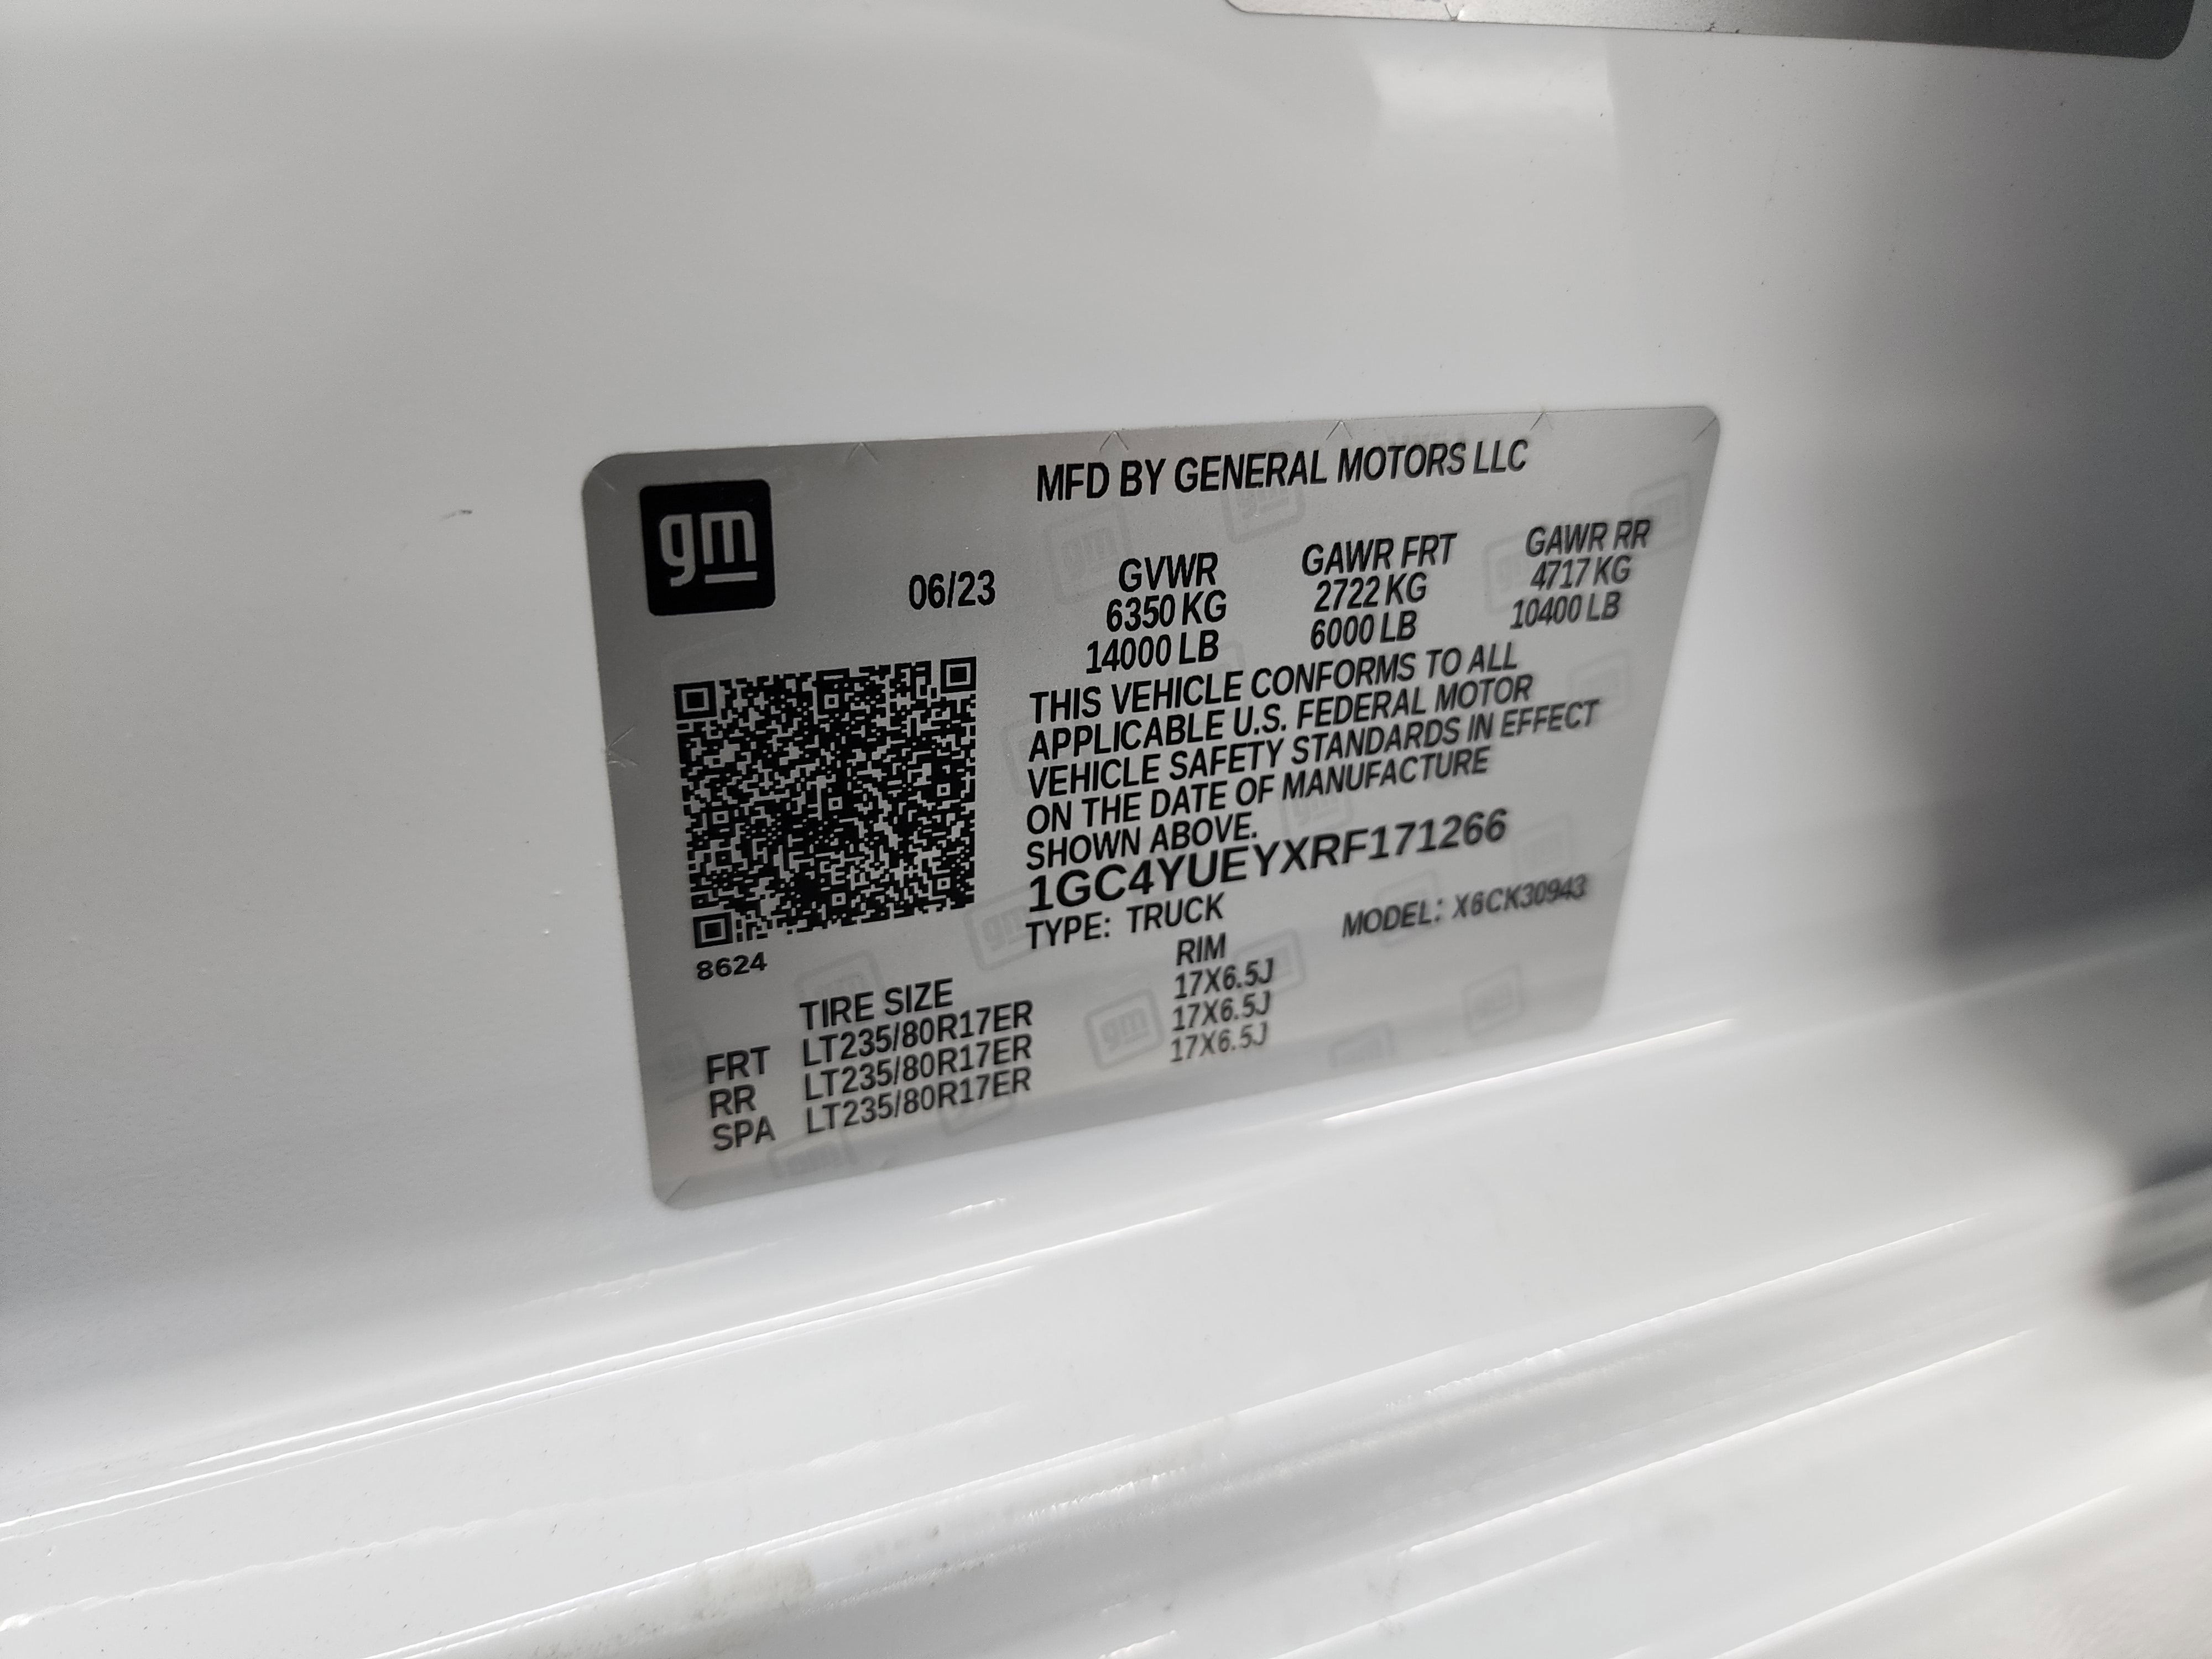 gm
MFD BY GENERAL MOTORS LLC
06/23
GVWR GAWR FRT GAWR RR
6350 KG 2722 KG 4717 KG
14000 LB 6000 LB 10400 LB
THIS VEHICLE CONFORMS TO ALL
APPLICABLE U.S. FEDERAL MOTOR
VEHICLE SAFETY STANDARDS IN EFFECT
ON THE DATE OF MANUFACTURE
SHOWN ABOVE.
1GC4YUEYXRF171266
TYPE: TRUCK MODEL: X6CK30943
8624
TIRE SIZE RIM
FRT LT235/80R17ER 17X6.5J
RR LT235/80R17ER 17X6.5J
SPA LT235/80R17ER 17X6.5J